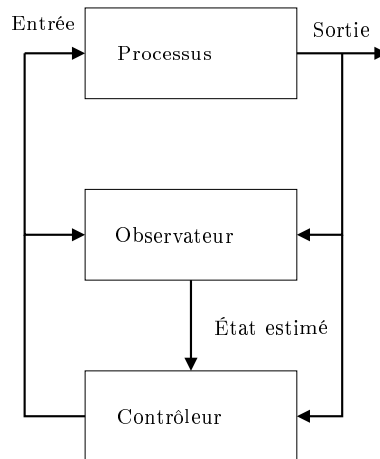 Entrée
Sortie
Processus
Observateur
État estimé
Contrôleur